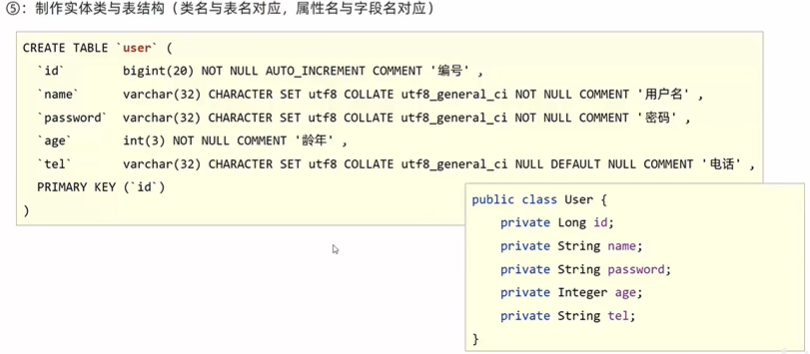 ⑤：制作实体类与表结构（类名与表名对应，属性名与字段名对应）
CREATE TABLE `user` (
`id` bigint(20) NOT NULL AUTO_INCREMENT COMMENT '编号' ,
`name` varchar(32) CHARACTER SET utf8 COLLATE utf8_general_ci NOT NULL COMMENT '用户名' ,
`password` varchar(32) CHARACTER SET utf8 COLLATE utf8_general_ci NOT NULL COMMENT '密码' ,
`age` int(3) NOT NULL COMMENT '龄年' ,
`tel` varchar(32) CHARACTER SET utf8 COLLATE utf8_general_ci NULL DEFAULT NULL COMMENT '电话' ,
PRIMARY KEY (`id`)
)
public class User {
private Long id;
private String name;
private String password;
private Integer age;
private String tel;
}